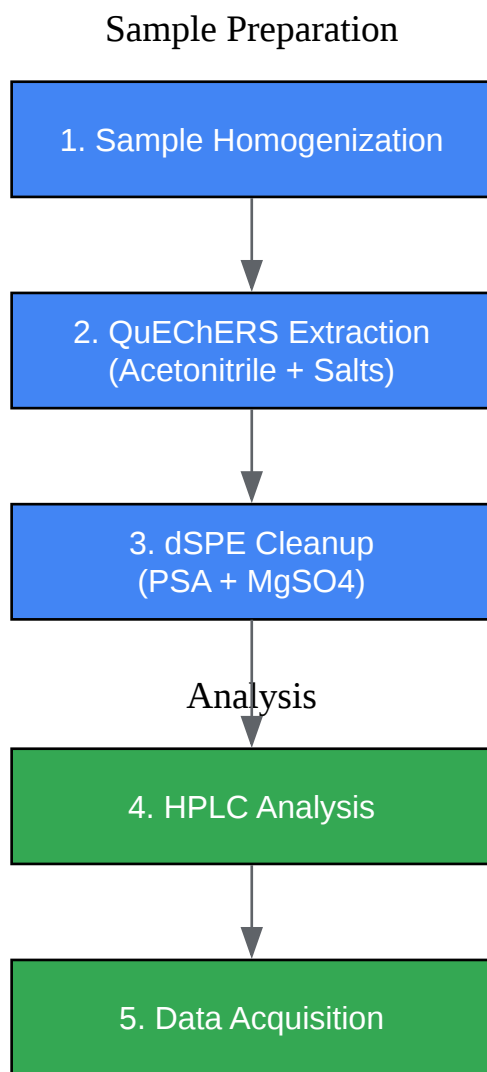 Sample Preparation
1. Sample Homogenization
2. QuEChERS Extraction
(Acetonitrile + Salts)
3. dSPE Cleanup
(PSA + MgSO4)
Analysis
4. HPLC Analysis
5. Data Acquisition